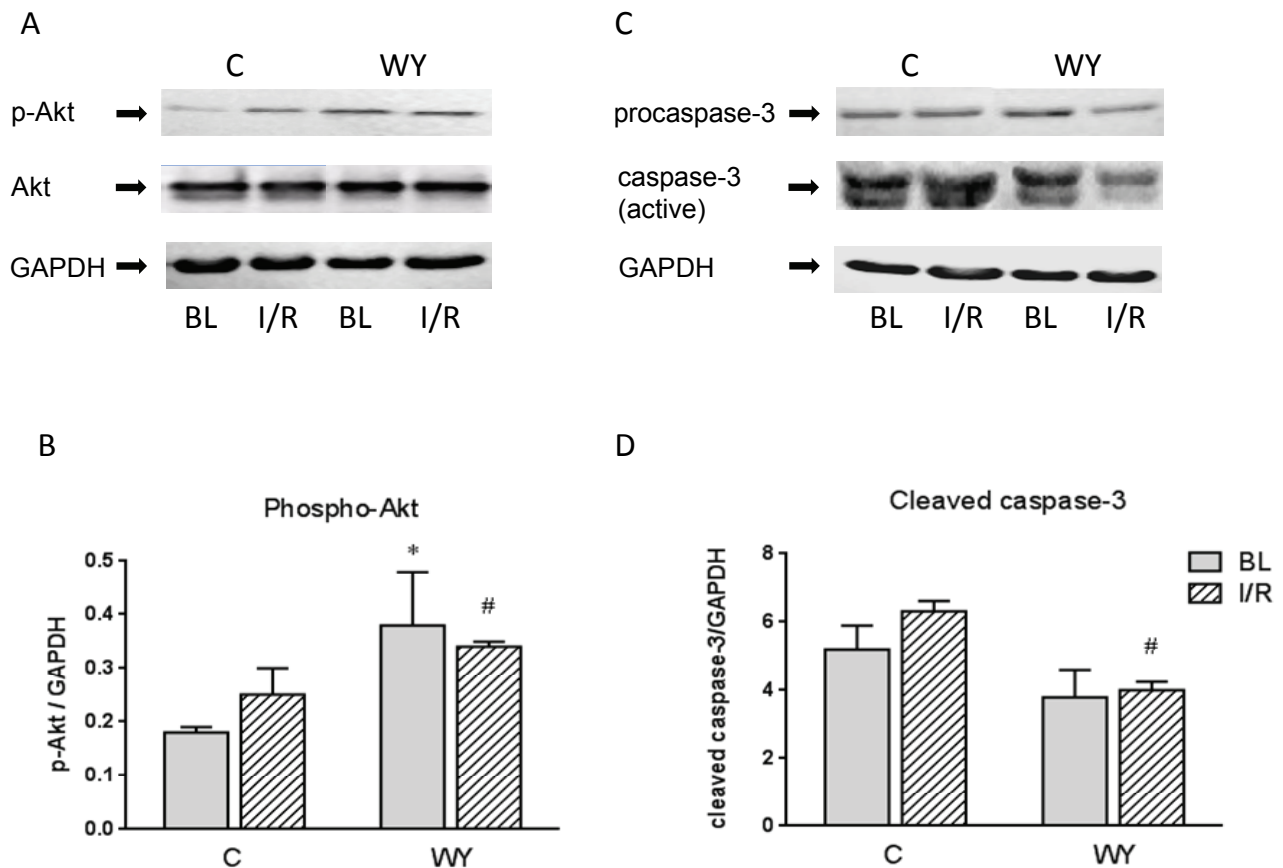 A
C WY
p-Akt
Akt
GAPDH
BL I/R BL I/R
C
C WY
procaspase-3
caspase-3
(active)
GAPDH
BL I/R BL I/R
B
Phospho-Akt
p-Akt / GAPDH
0.5
0.4
0.3
0.2
0.1
0.0
*
#
C WY
D
Cleaved caspase-3
cleaved caspase-3/GAPDH
8
6
4
2
0
#
C WY
BL
I/R